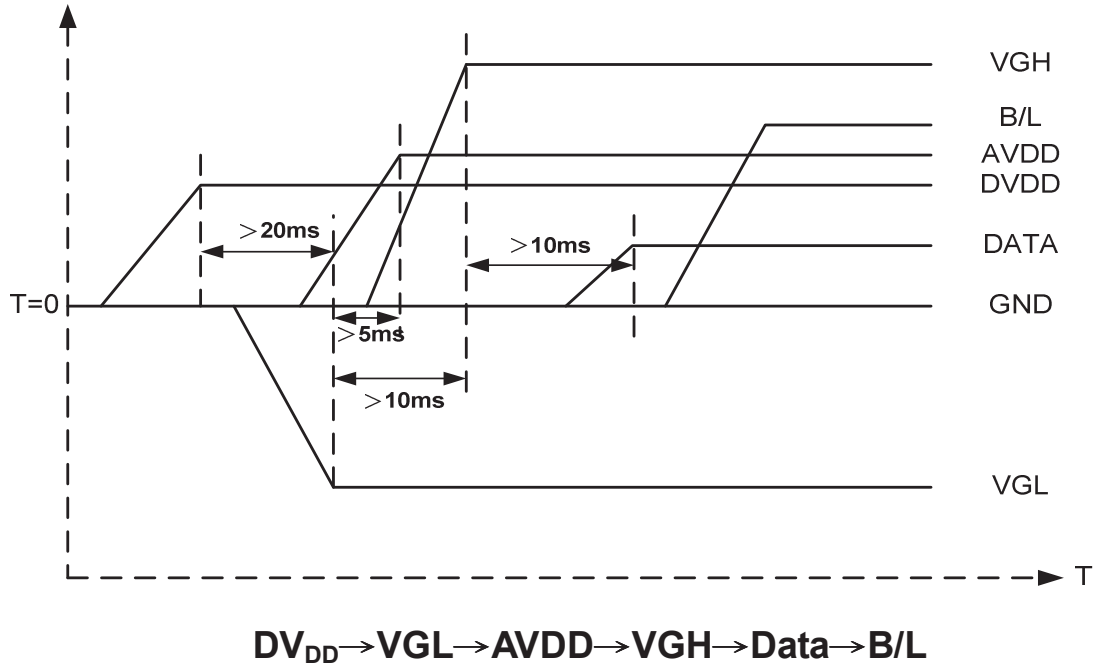 VGH
B/L
AVDD
DVDD
>20ms
>10ms
DATA
T=0
GND
>5ms
>10ms
VGL
T
DVDD→VGL→AVDD→VGH→Data→B/L